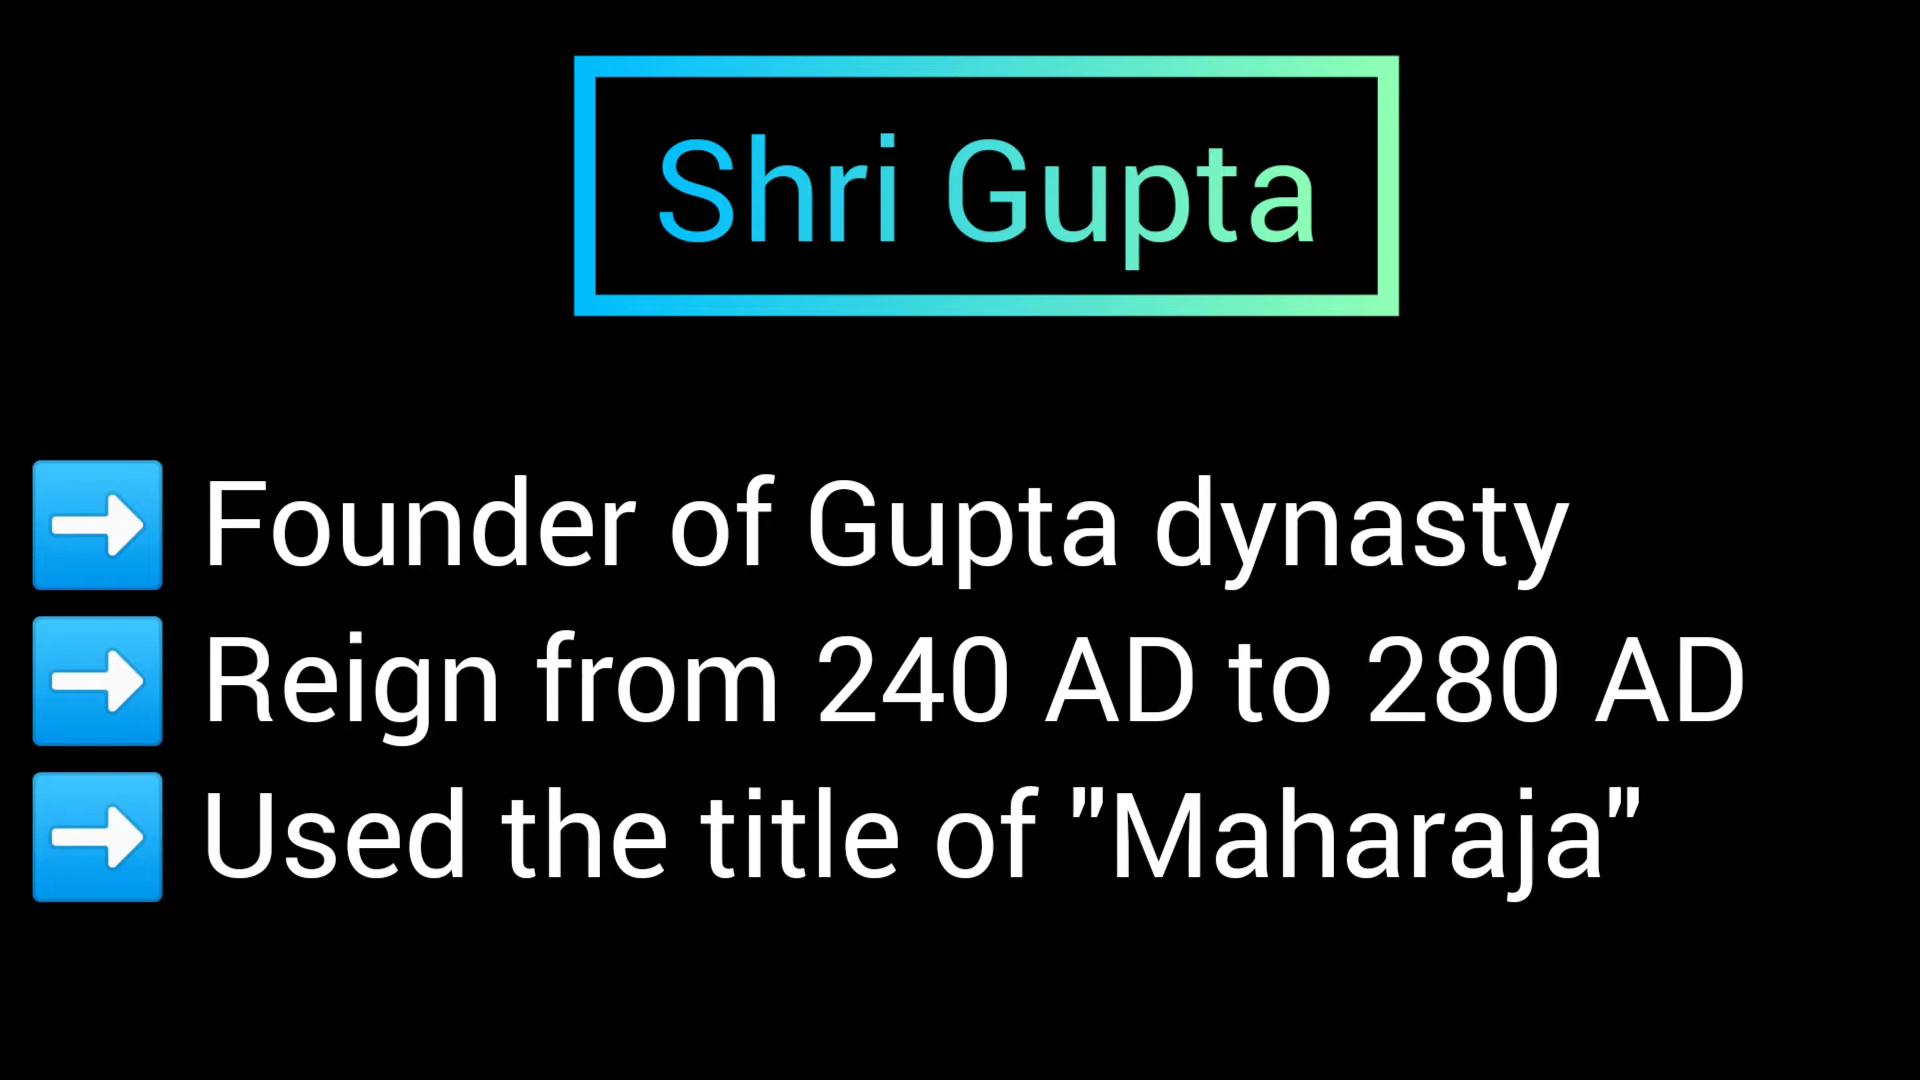 Shri Gupta
➡️ Founder of Gupta dynasty
➡️ Reign from 240 AD to 280 AD
➡️ Used the title of "Maharaja"